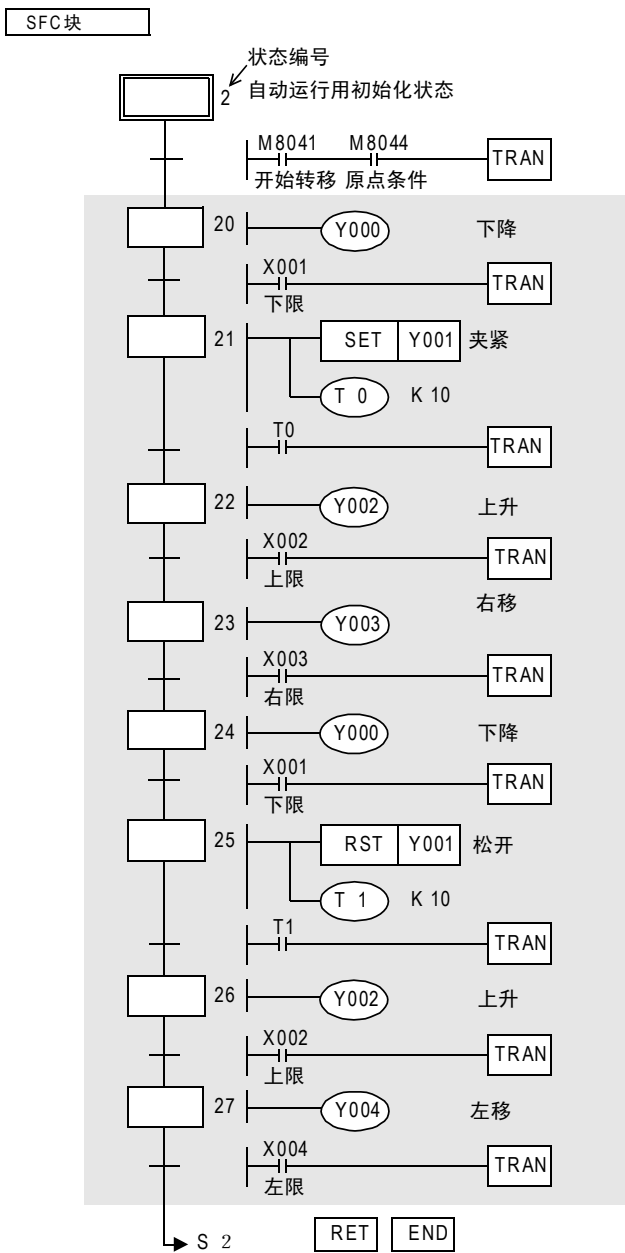 SFC块
状态编号
2 自动运行用初始化状态
M8041 M8044 TRAN
开始转移 原点条件
20 Y000 下降
X001 TRAN
下限
21 SET Y001 夹紧
T 0 K 10
T0 TRAN
22 Y002 上升
X002 TRAN
上限
右移
23 Y003
X003 TRAN
右限
24 Y000 下降
X001 TRAN
下限
25 RST Y001 松开
T 1 K 10
T1 TRAN
26 Y002 上升
X002 TRAN
上限
27 Y004 左移
X004 TRAN
左限
S 2 RET END